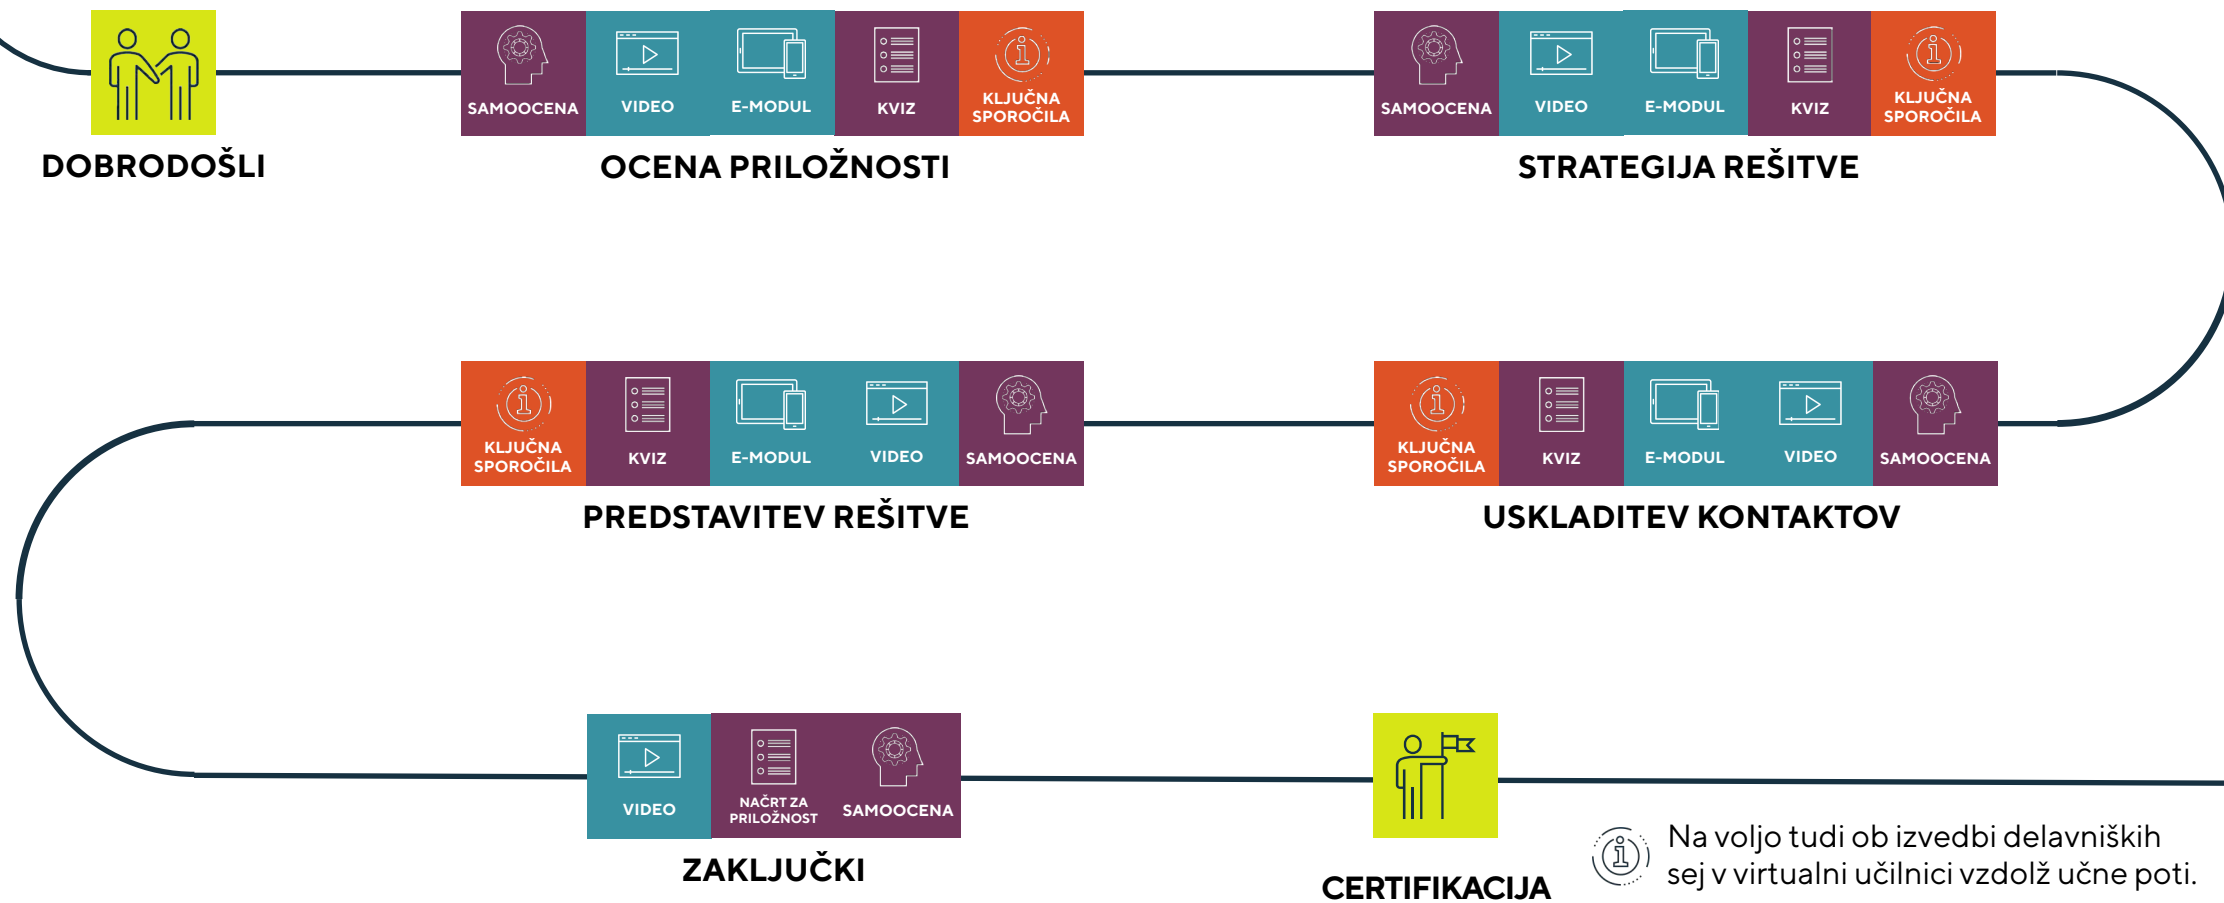 SAMOOCENA
VIDEO
E-MODUL
KVIZ
KLJUČNA
SPOROČILA
SAMOOCENA
VIDEO
E-MODUL
KVIZ
KLJUČNA
SPOROČILA
DOBRODOŠLI
OCENA PRILOŽNOSTI
STRATEGIJA REŠITVE
KLJUČNA
SPOROČILA
KVIZ
E-MODUL
VIDEO
SAMOOCENA
KLJUČNA
SPOROČILA
KVIZ
E-MODUL
VIDEO
SAMOOCENA
PREDSTAVITEV REŠITVE
USKLADITEV KONTAKTOV
VIDEO
NAČRT ZA
PRILOŽNOST
SAMOOCENA
ZAKLJUČKI
CERTIFIKACIJA
Na voljo tudi ob izvedbi delavniških
sej v virtualni učilnici vzdolž učne poti.